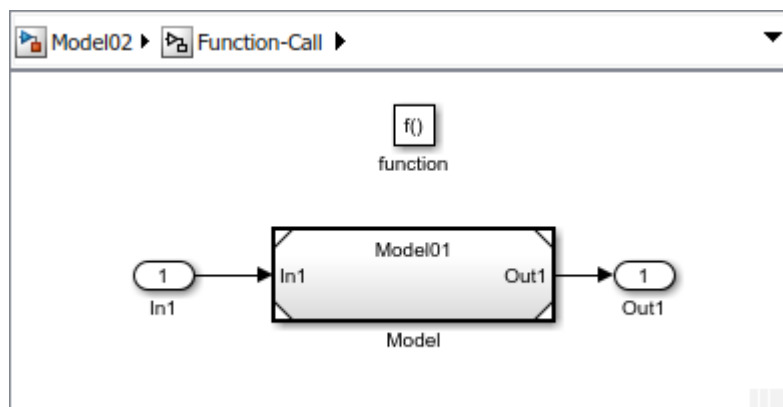 Model02 Function-Call
f()
function
Model01
1
In1
Out1
1
In1
Out1
Model